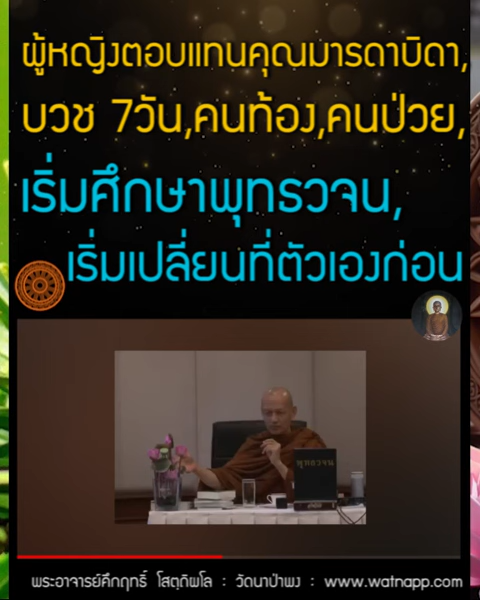 ผู้หญิงตอบแทนคุณมารดาบิดา,
บวช 7วัน,คนท้อง,คนป่วย,
เริ่มศึกษาพุทธวจน,
เริ่มเปลี่ยนที่ตัวเองก่อน
พุทธวจน
พระอาจารย์คึกฤทธิ์ โสตฺถิผโล : วัดนาป่าพง : www.watnapp.com